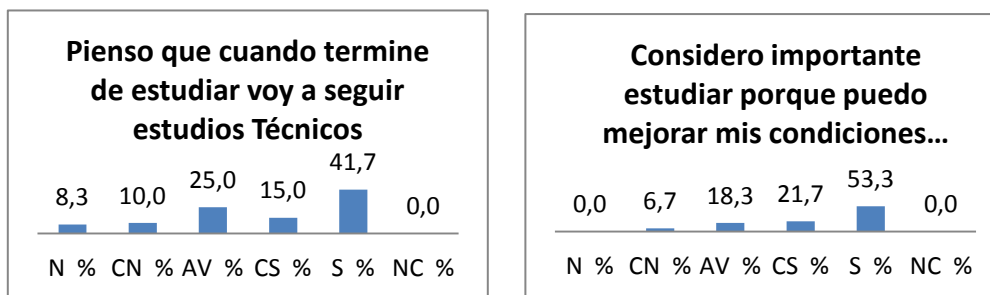 Pienso que cuando termine
de estudiar voy a seguir
estudios Técnicos
8,3 10,0 25,0 15,0 41,7 0,0
N % CN % AV % CS % S % NC %
Considero importante
estudiar porque puedo
mejorar mis condiciones…
0,0 6,7 18,3 21,7 53,3 0,0
N % CN % AV % CS % S % NC %